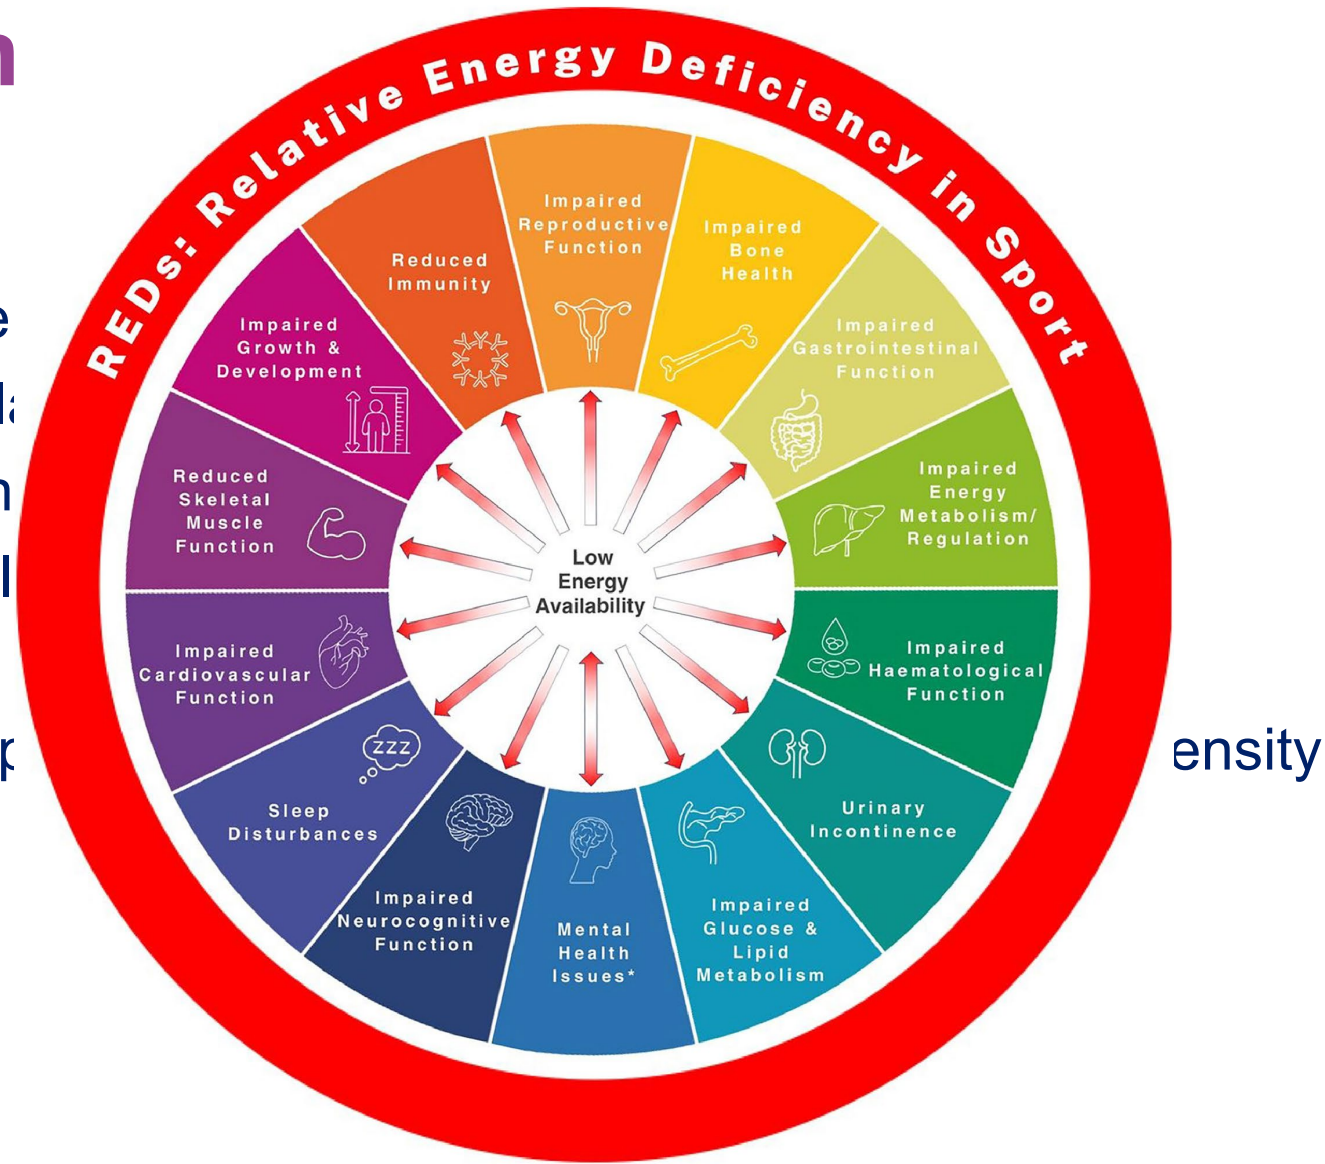 REDs: Relative Energy Deficiency in Sport
Impaired
Reproductive
Function
Impaired
Bone
Health
Impaired
Gastrointestinal
Function
Impaired
Energy
Metabolism/
Regulation
Impaired
Haematological
Function
Urinary
Incontinence
Impaired
Glucose &
Lipid
Metabolism
Mental
Health
Issues*
Impaired
Neurocognitive
Function
Sleep
Disturbances
zzz
Impaired
Cardiovascular
Function
Reduced
Skeletal
Muscle
Function
Impaired
Growth &
Development
Reduced
Immunity
Low
Energy
Availability
ensity